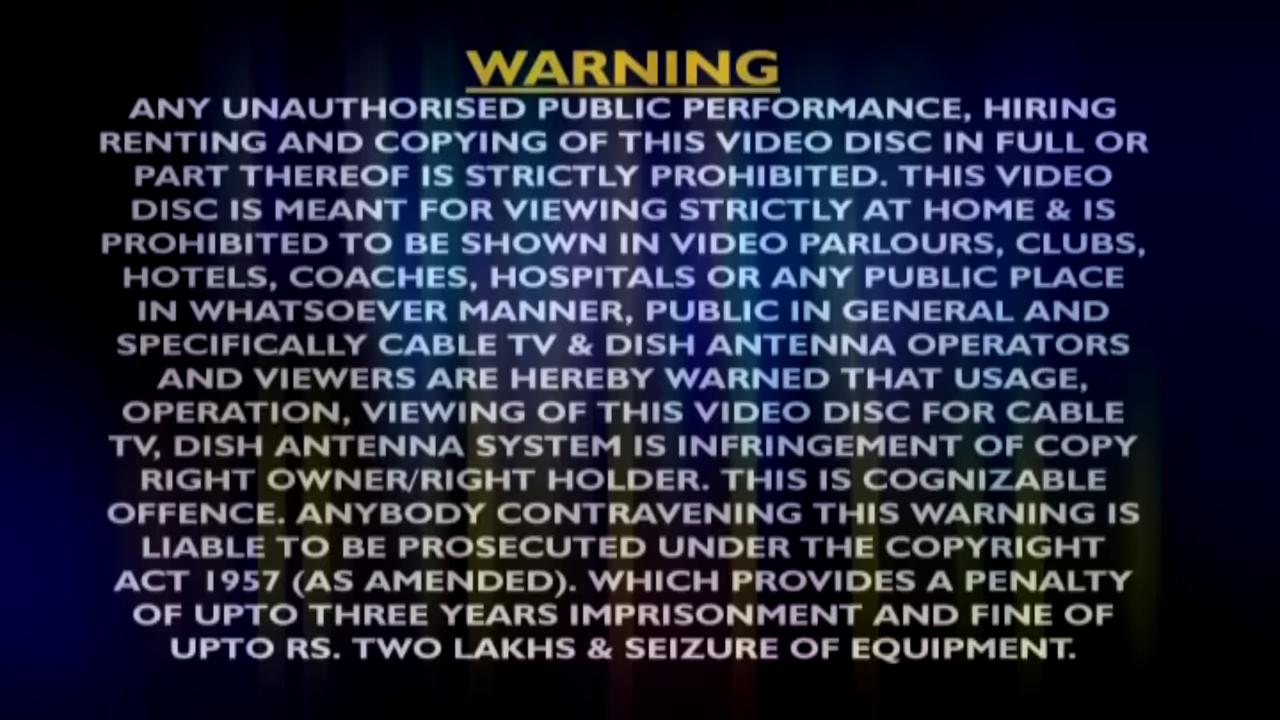 WARNING
ANY UNAUTHORISED PUBLIC PERFORMANCE, HIRING
RENTING AND COPYING OF THIS VIDEO DISC IN FULL OR
PART THEREOF IS STRICTLY PROHIBITED. THIS VIDEO
DISC IS MEANT FOR VIEWING STRICTLY AT HOME & IS
PROHIBITED TO BE SHOWN IN VIDEO PARLOURS, CLUBS,
HOTELS, COACHES, HOSPITALS OR ANY PUBLIC PLACE
IN WHATSOEVER MANNER, PUBLIC IN GENERAL AND
SPECIFICALLY CABLE TV & DISH ANTENNA OPERATORS
AND VIEWERS ARE HEREBY WARNED THAT USAGE,
OPERATION, VIEWING OF THIS VIDEO DISC FOR CABLE
TV, DISH ANTENNA SYSTEM IS INFRINGEMENT OF COPY
RIGHT OWNER/RIGHT HOLDER. THIS IS COGNIZABLE
OFFENCE. ANYBODY CONTRAVENING THIS WARNING IS
LIABLE TO BE PROSECUTED UNDER THE COPYRIGHT
ACT 1957 (AS AMENDED). WHICH PROVIDES A PENALTY
OF UPTO THREE YEARS IMPRISONMENT AND FINE OF
UPTO RS. TWO LAKHS & SEIZURE OF EQUIPMENT.